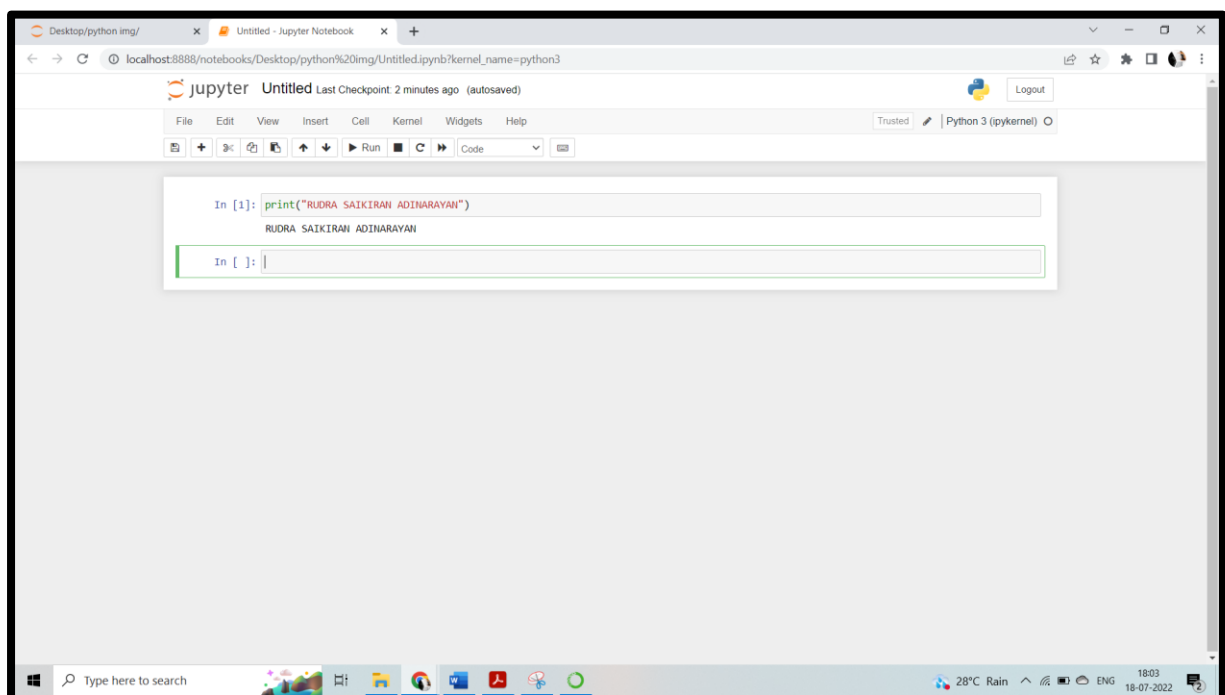 Desktop/python img/
Untitled - Jupyter Notebook
localhost:8888/notebooks/Desktop/python%20img/Untitled.ipynb?kernel_name=python3
jupyter Untitled Last Checkpoint: 2 minutes ago (autosaved)
Logout
File Edit View Insert Cell Kernel Widgets Help
Trusted Python 3 (ipykernel)
Run Code
In [1]: print("RUDRA SAIKIRAN ADINARAYAN")
RUDRA SAIKIRAN ADINARAYAN
In [ ]:
Type here to search
28°C Rain ENG
18:03
18-07-2022
2